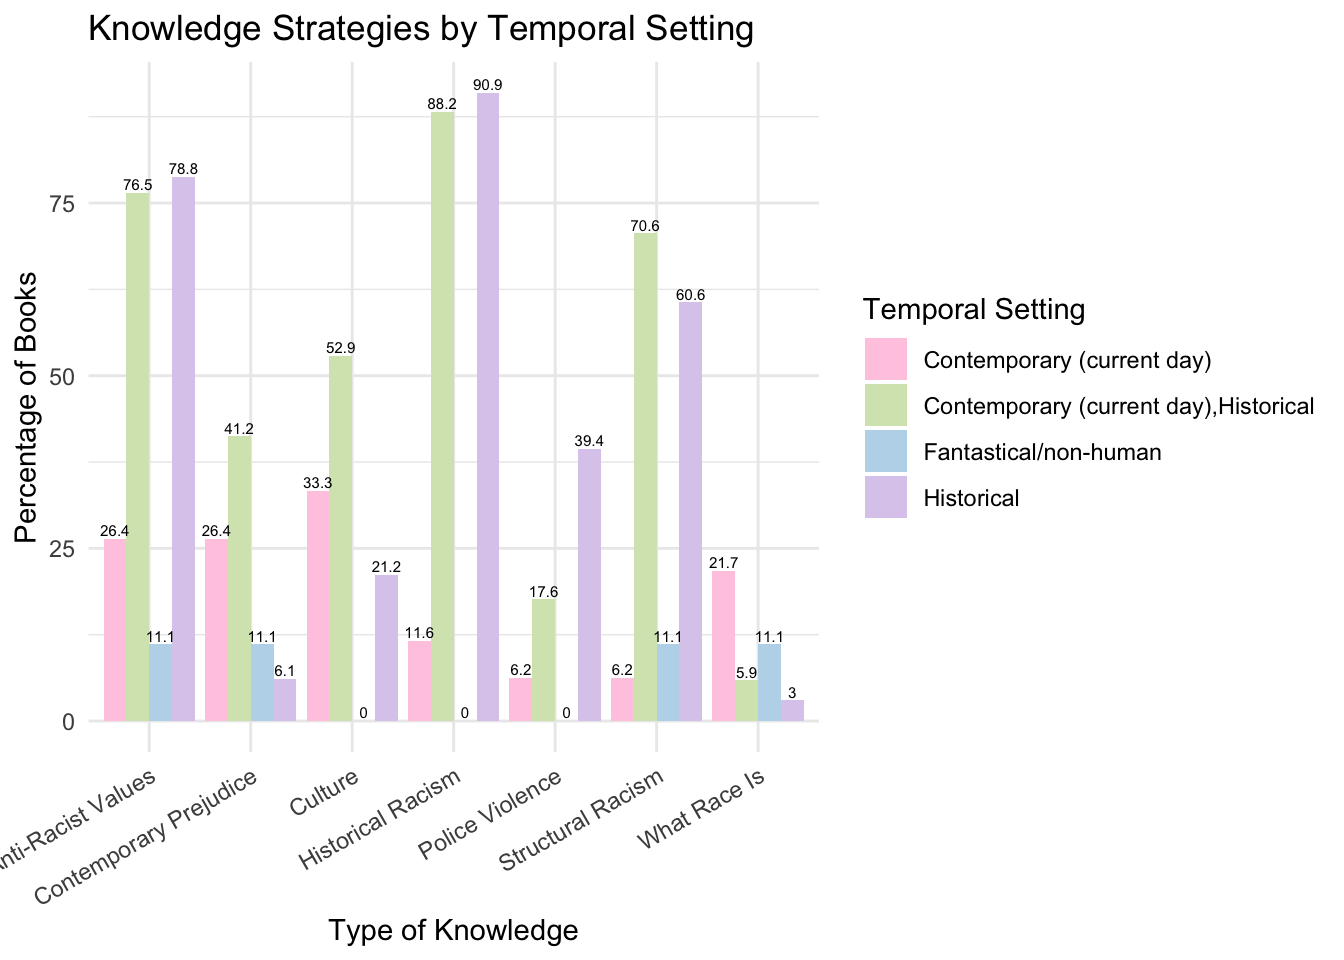 Knowledge Strategies by Temporal Setting
90.9
88.2
78.8
76.5
75
70.6
60.6
52.9
50
41.2
39.4
33.3
26.4
26.4
25
21.2
21.7
17.6
11.6
11.1
11.1
11.1
11.1
6.2
6.2
6.1
5.9
3
0
0
0
0
Percentage of Books
nti-Racist Values
Contemporary Prejudice
Culture
Historical Racism
Police Violence
Structural Racism
What Race Is
Type of Knowledge
Temporal Setting
Contemporary (current day)
Contemporary (current day),Historical
Fantastical/non-human
Historical